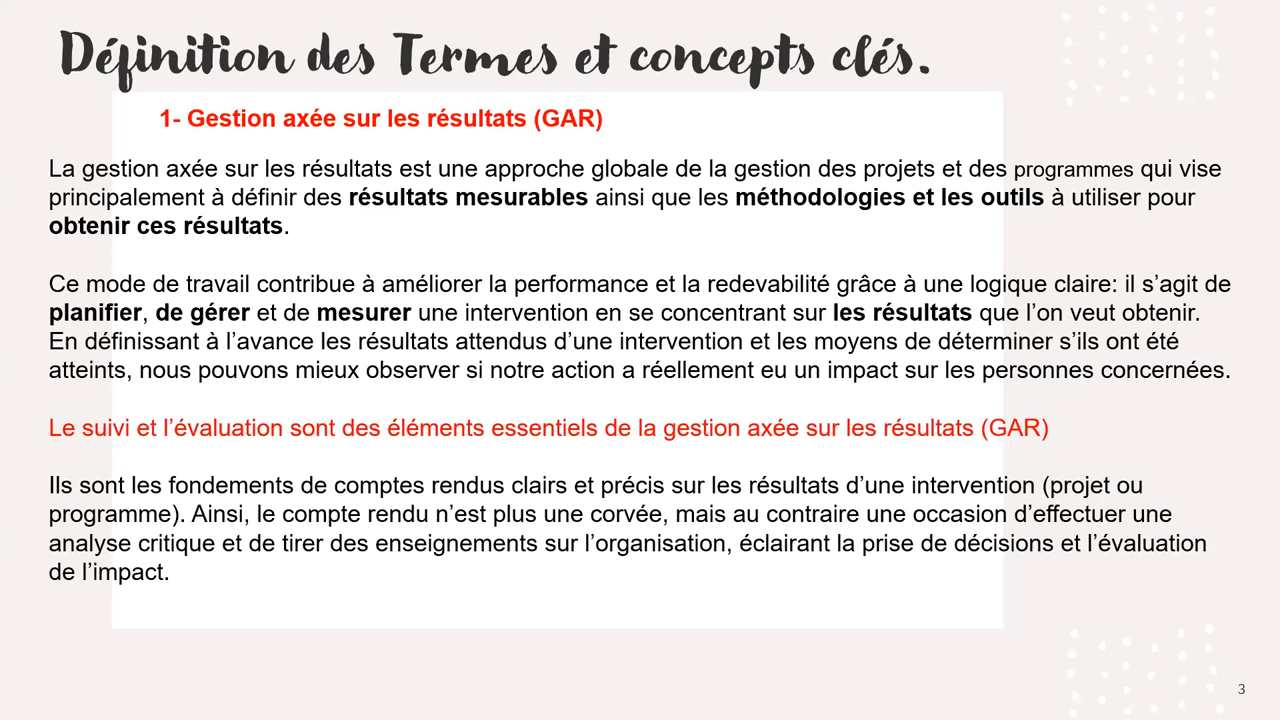 Définition des Termes et concepts clés.
1- Gestion axée sur les résultats (GAR)
La gestion axée sur les résultats est une approche globale de la gestion des projets et des programmes qui vise
principalement à définir des résultats mesurables ainsi que les méthodologies et les outils à utiliser pour
obtenir ces résultats.
Ce mode de travail contribue à améliorer la performance et la redevabilité grâce à une logique claire: il s’agit de
planifier, de gérer et de mesurer une intervention en se concentrant sur les résultats que l’on veut obtenir.
En définissant à l’avance les résultats attendus d’une intervention et les moyens de déterminer s’ils ont été
atteints, nous pouvons mieux observer si notre action a réellement eu un impact sur les personnes concernées.
Le suivi et l’évaluation sont des éléments essentiels de la gestion axée sur les résultats (GAR)
Ils sont les fondements de comptes rendus clairs et précis sur les résultats d’une intervention (projet ou
programme). Ainsi, le compte rendu n’est plus une corvée, mais au contraire une occasion d’effectuer une
analyse critique et de tirer des enseignements sur l’organisation, éclairant la prise de décisions et l’évaluation
de l’impact.
3